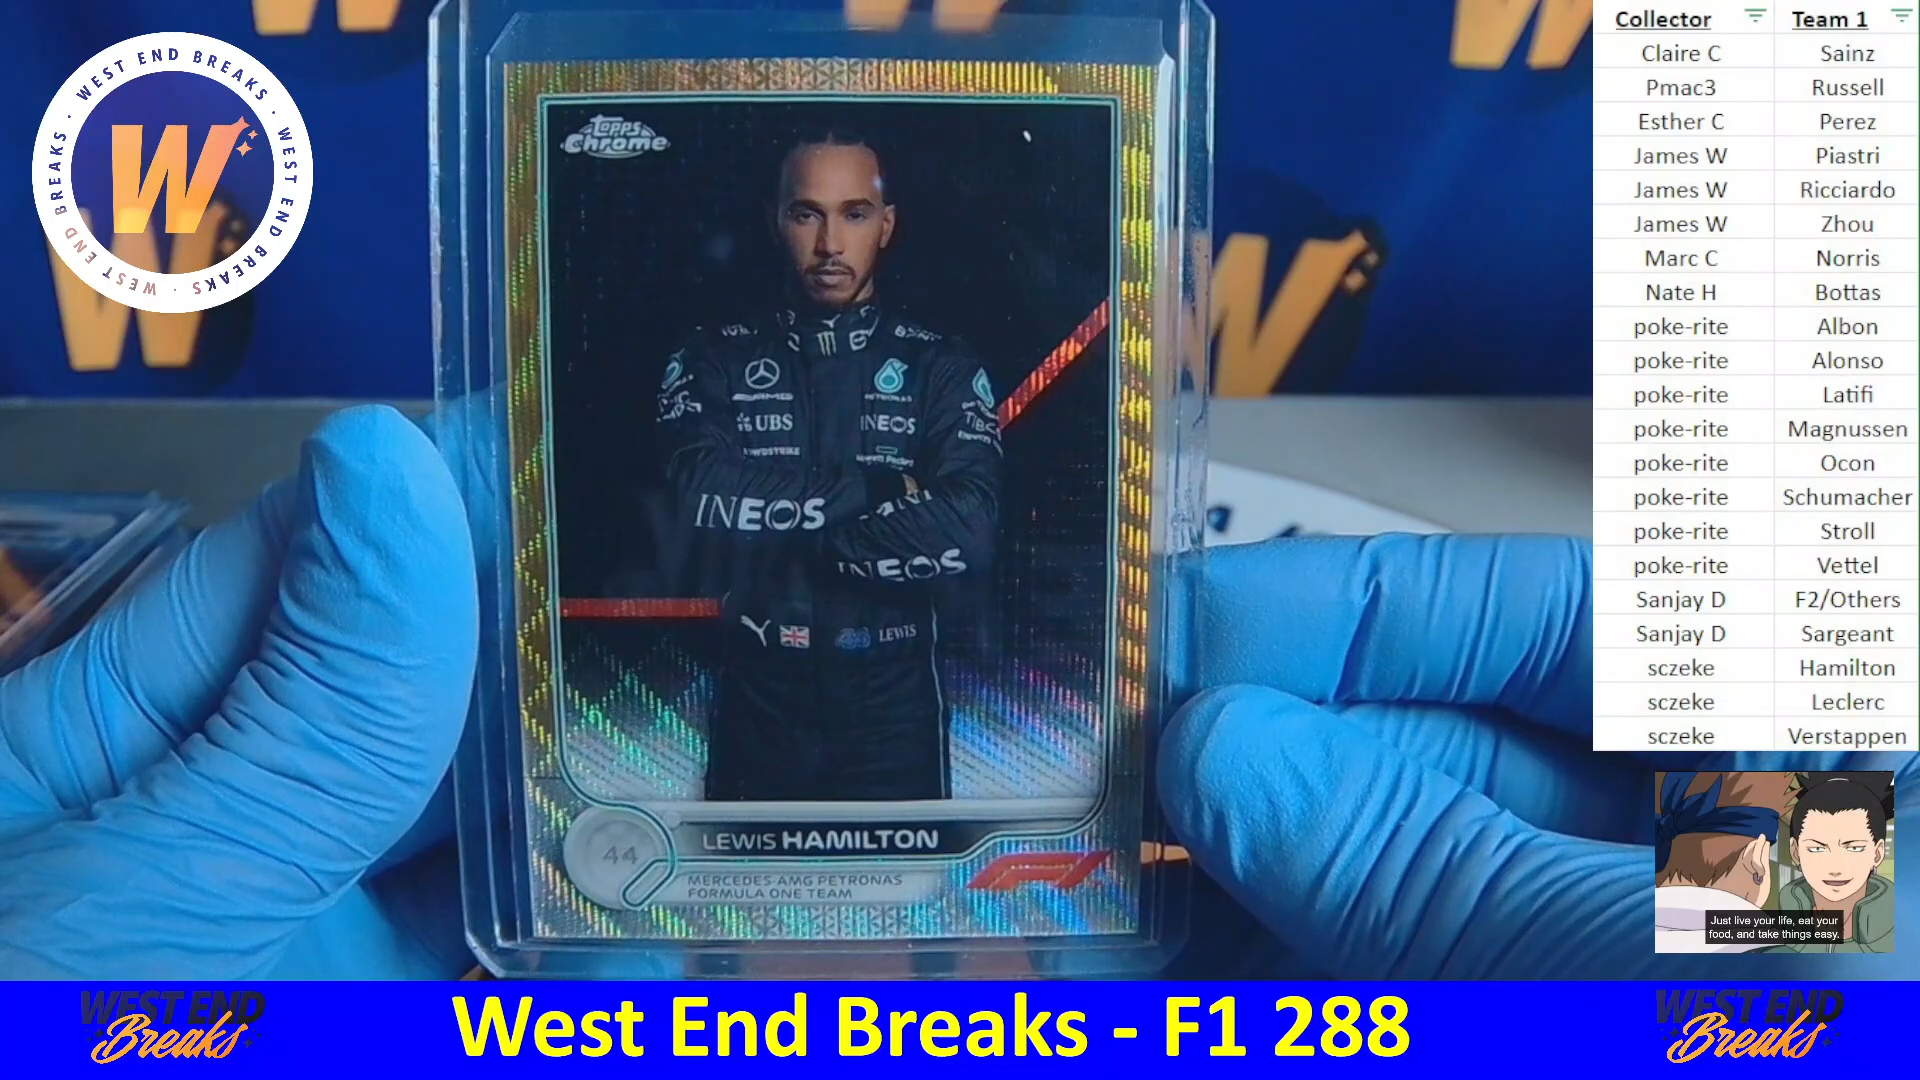 WEST END BREAKS · WEST END BREAKS · WEST END BREAKS ·
W
Topps
Chrome
UBS
INEOS
PETRONAS
AMG
INEOS
INEOS
44 LEWIS
LEWIS HAMILTON
44
MERCEDES-AMG PETRONAS
FORMULA ONE TEAM
F1
Collector Team 1
Claire C Sainz
Pmac3 Russell
Esther C Perez
James W Piastri
James W Ricciardo
James W Zhou
Marc C Norris
Nate H Bottas
poke-rite Albon
poke-rite Alonso
poke-rite Latifi
poke-rite Magnussen
poke-rite Ocon
poke-rite Schumacher
poke-rite Stroll
poke-rite Vettel
Sanjay D F2/Others
Sanjay D Sargeant
sczeke Hamilton
sczeke Leclerc
sczeke Verstappen
Just live your life, eat your
food, and take things easy.
WEST END
Breaks
West End Breaks - F1 288
WEST END
Breaks